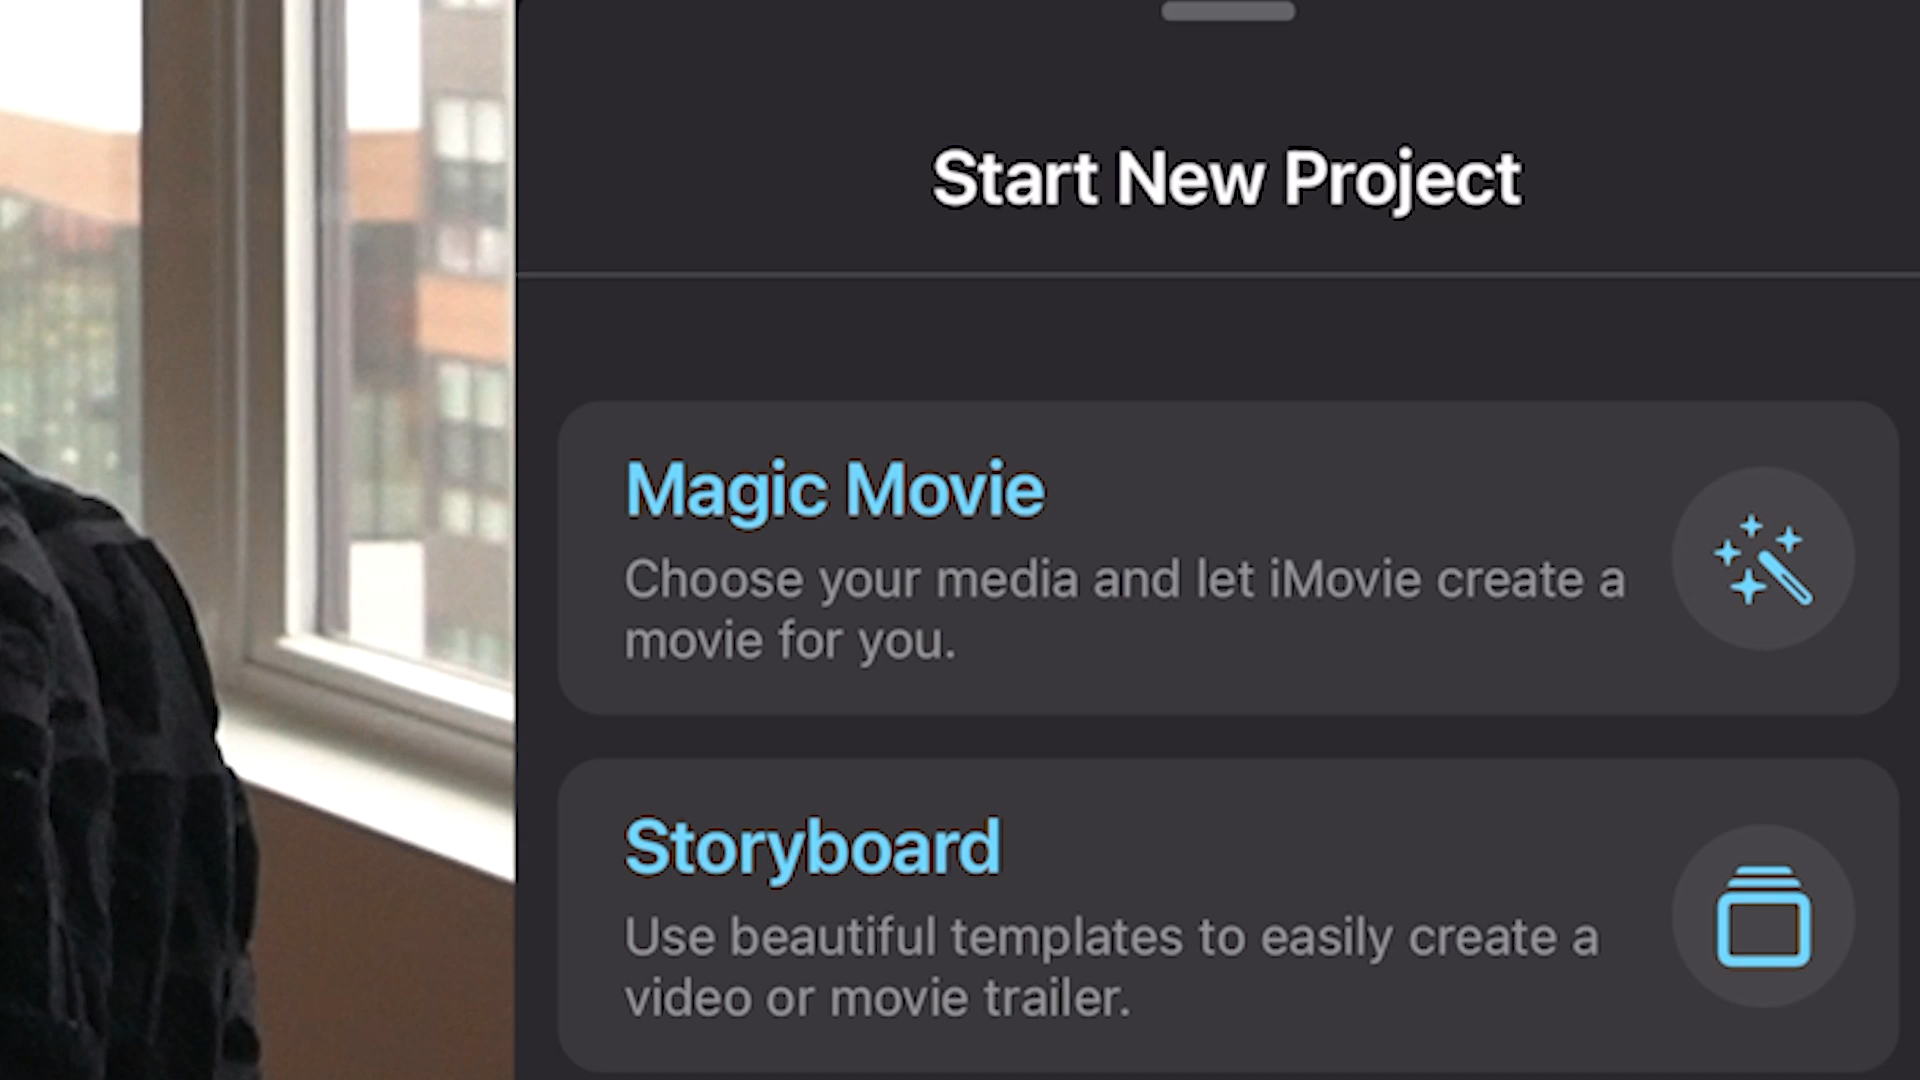 Start New Project
Magic Movie
Choose your media and let iMovie create a
movie for you.
Storyboard
Use beautiful templates to easily create a
video or movie trailer.